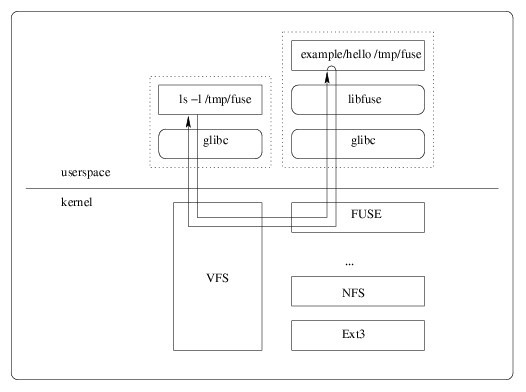 example/hello /tmp/fuse
ls −l /tmp/fuse
libfuse
glibc
glibc
userspace
kernel
FUSE
...
VFS
NFS
Ext3